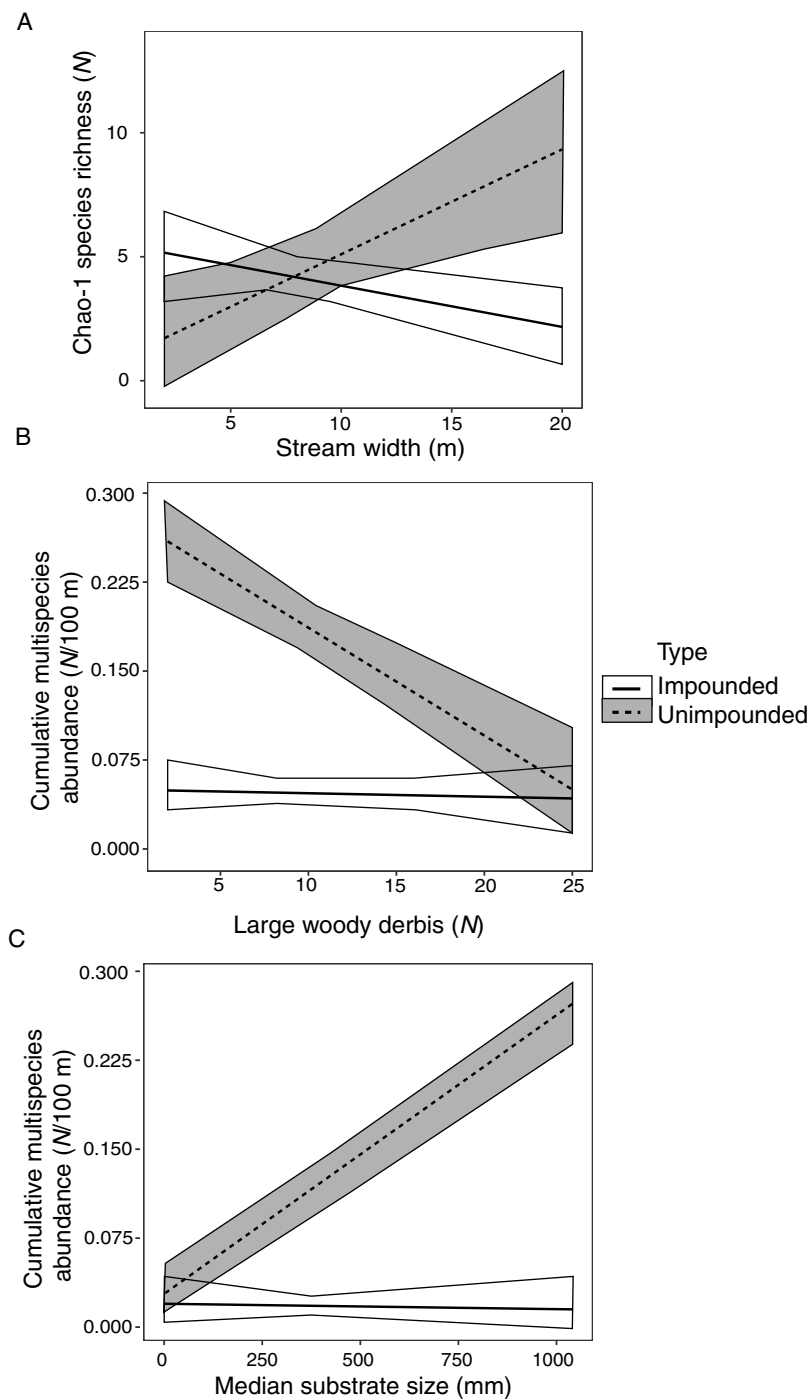 A
Chao-1 species richness (N)
10
5
0
5
10
15
20
Stream width (m)
B
Cumulative multispecies
abundance (N/100 m)
0.300
0.225
0.150
0.075
0.000
5
10
15
20
25
Large woody derbis (N)
Type
Impounded
Unimpounded
C
Cumulative multispecies
abundance (N/100 m)
0.300
0.225
0.150
0.075
0.000
0
250
500
750
1000
Median substrate size (mm)